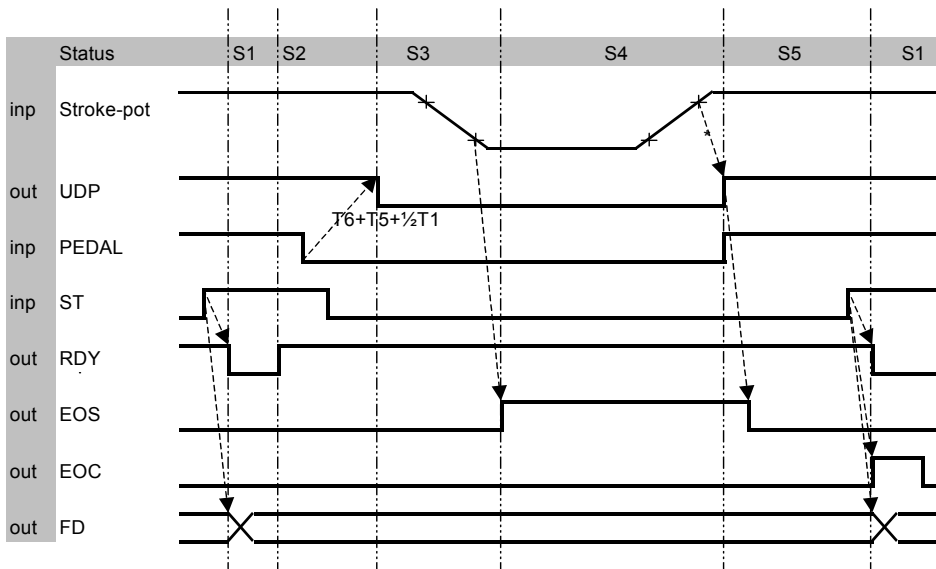 Status S1 S2 S3 S4 S5 S1
inp Stroke-pot
*
out UDP
T6+T5+½T1
inp PEDAL
inp ST
out RDY
out EOS
out EOC
out FD